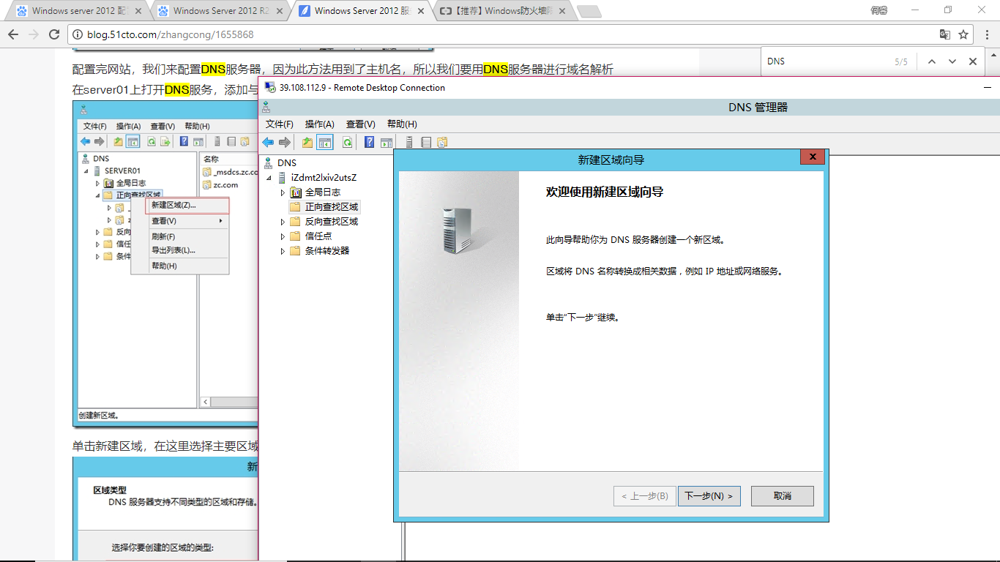 Windows server 2012 配
Windows Server 2012 R2
Windows Server 2012 服
【推荐】Windows防火墙
何睿
blog.51cto.com/zhangcong/1655868
DNS
5/5
配置完网站，我们来配置DNS服务器，因为此方法用到了主机名，所以我们要用DNS服务器进行域名解析
在server01上打开DNS服务，添加与
文件(F) 操作(A) 查看(V) 帮助(H)
DNS
SERVER01
全局日志
正向查找区域
反向
信任
条件
名称
_msdcs.zc.co
zc.com
新建区域(Z)...
查看(V)
刷新(F)
导出列表(L)...
帮助(H)
创建新区域。
单击新建区域，在这里选择主要区域
新
区域类型
DNS 服务器支持不同类型的区域和存储。
选择你要创建的区域的类型:
39.108.112.9 - Remote Desktop Connection
DNS 管理器
文件(F) 操作(A) 查看(V) 帮助(H)
DNS
iZdmt2lxiv2utsZ
全局日志
正向查找区域
反向查找区域
信任点
条件转发器
新建区域向导
欢迎使用新建区域向导
此向导帮助你为 DNS 服务器创建一个新区域。
区域将 DNS 名称转换成相关数据，例如 IP 地址或网络服务。
单击"下一步"继续。
< 上一步(B) 下一步(N) > 取消